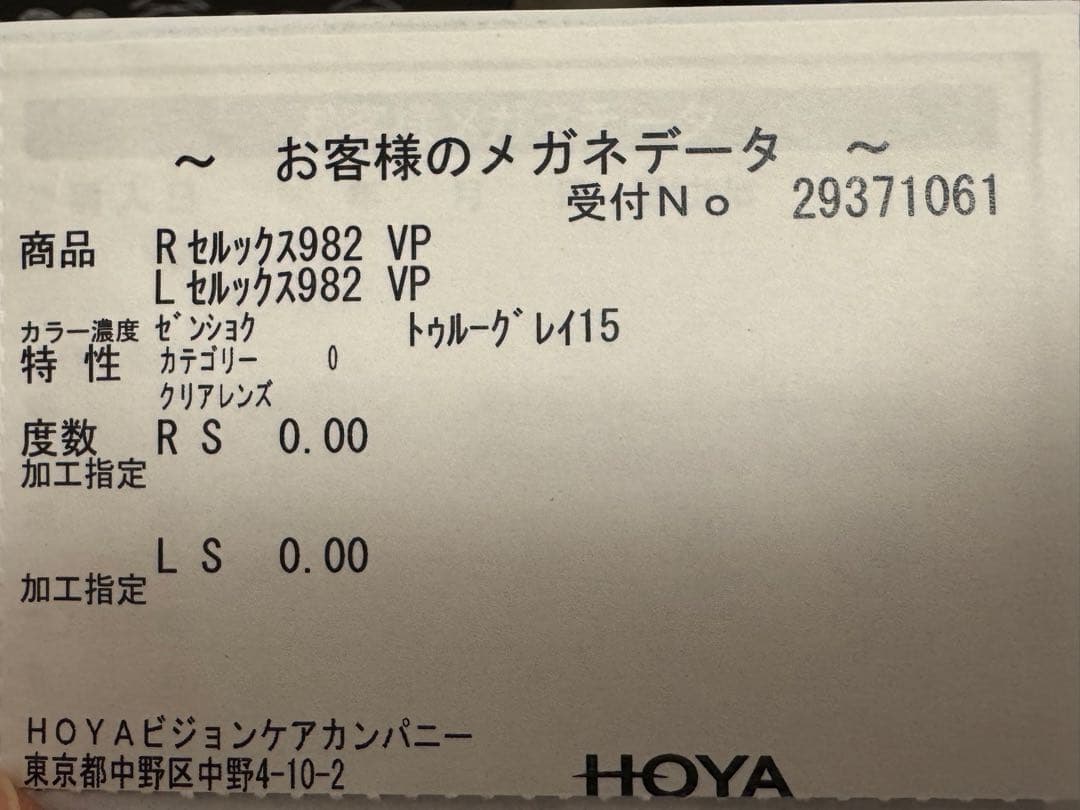 ～ お客様のメガネデータ ～
受付Ｎｏ 29371061
商品 R ｾﾙｯｸｽ982 VP
L ｾﾙｯｸｽ982 VP
カラー濃度 ｾﾞﾝｼｮｸ ﾄｩﾙｰｸﾞﾚｲ15
特 性 ｶﾃｺﾞﾘｰ 0
ｸﾘｱﾚﾝｽﾞ
度数 R S 0.00
加工指定
L S 0.00
加工指定
ＨＯＹＡビジョンケアカンパニー
東京都中野区中野4-10-2
HOYA